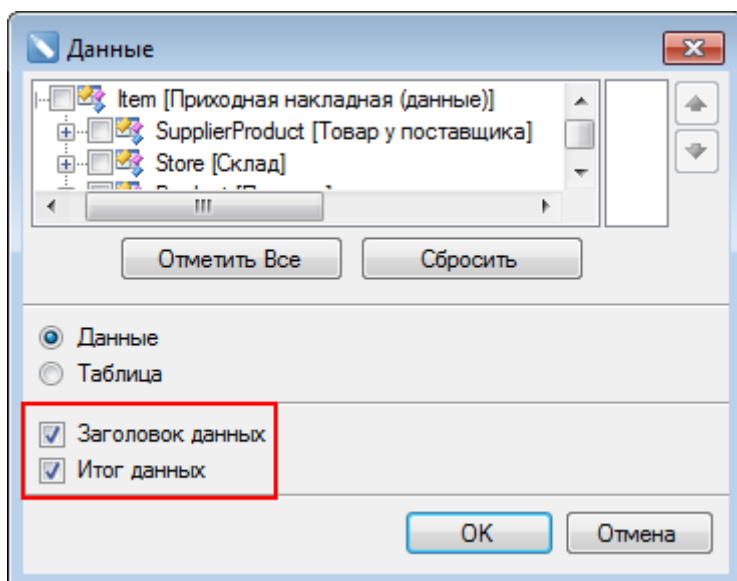 Данные
Item [Приходная накладная (данные)]
SupplierProduct [Товар у поставщика]
Store [Склад]
Отметить Все
Сбросить
Данные
Таблица
Заголовок данных
Итог данных
OK
Отмена